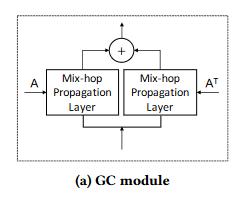 +
A
Mix-hop
Propagation
Layer
Mix-hop
Propagation
Layer
Aᵀ
(a) GC module